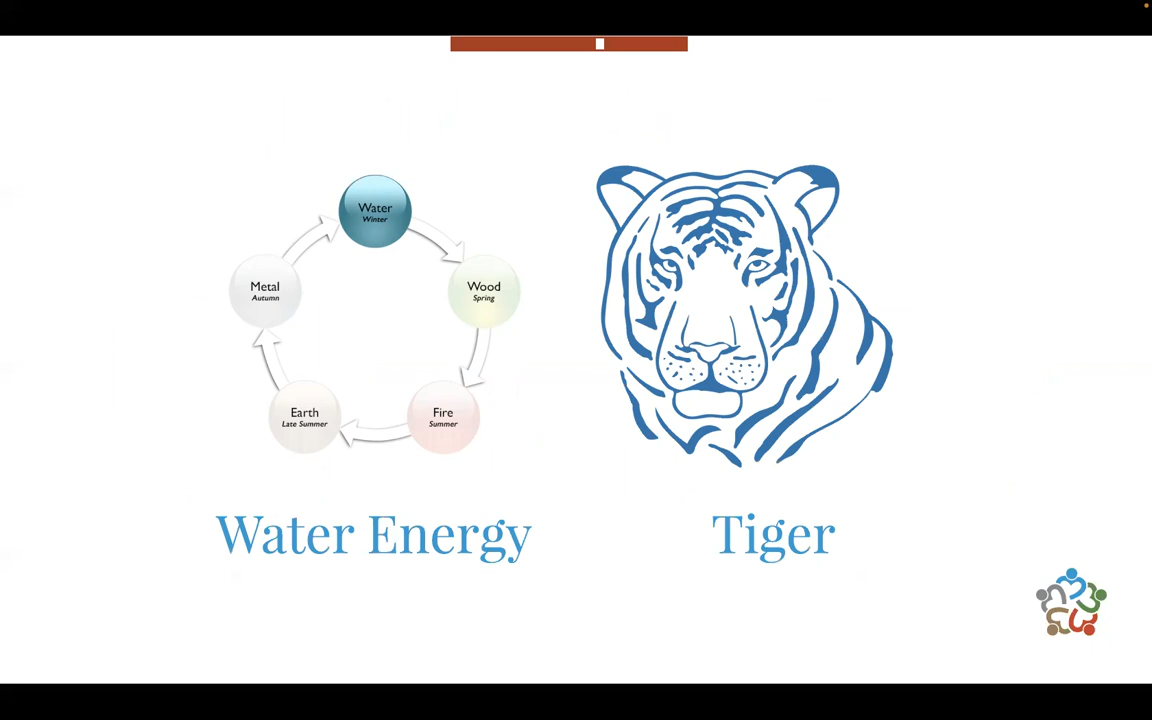 Water
Winter
Metal
Autumn
Wood
Spring
Earth
Late Summer
Fire
Summer
Water Energy
Tiger